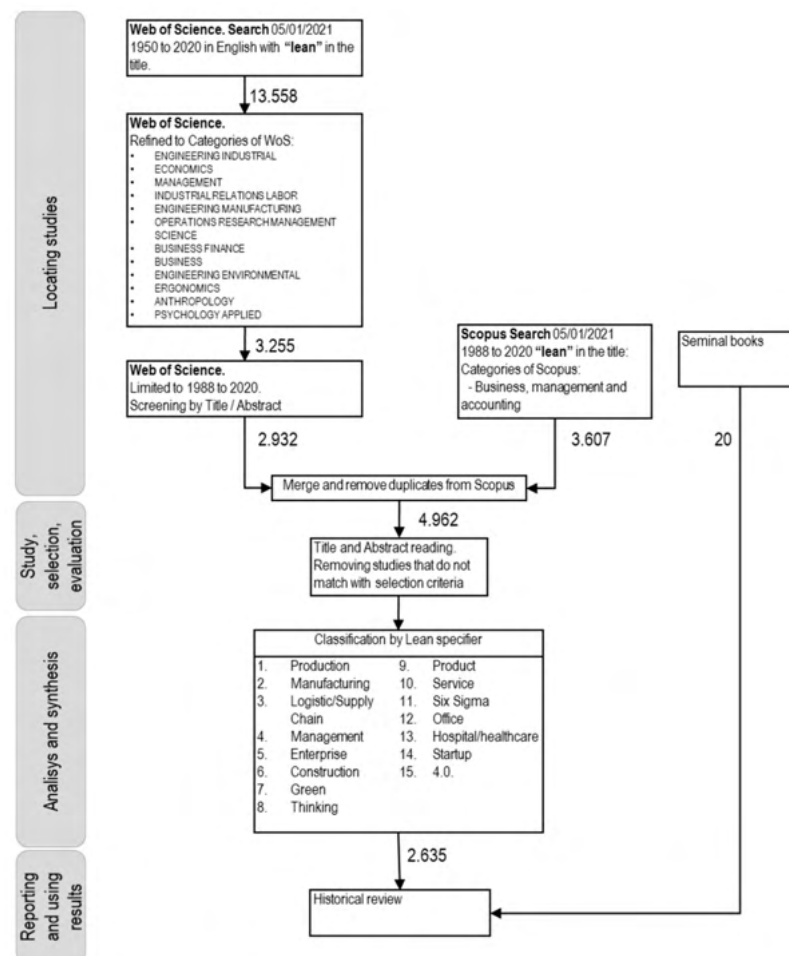 Locating studies
Study,
selection,
evaluation
Analisys and synthesis
Reporting
and using
results
Web of Science. Search 05/01/2021
1950 to 2020 in English with “lean” in the
title.
13.558
Web of Science.
Refined to Categories of WoS:
• ENGINEERING INDUSTRIAL
• ECONOMICS
• MANAGEMENT
• INDUSTRIAL RELATIONS LABOR
• ENGINEERING MANUFACTURING
• OPERATIONS RESEARCH MANAGEMENT
SCIENCE
• BUSINESS FINANCE
• BUSINESS
• ENGINEERING ENVIRONMENTAL
• ERGONOMICS
• ANTHROPOLOGY
• PSYCHOLOGY APPLIED
3.255
Web of Science.
Limited to 1988 to 2020.
Screening by Title / Abstract
2.932
Scopus Search 05/01/2021
1988 to 2020 “lean” in the title:
Categories of Scopus:
- Business, management and
accounting
3.607
Seminal books
20
Merge and remove duplicates from Scopus
4.962
Title and Abstract reading.
Removing studies that do not
match with selection criteria
Classification by Lean specifier
1. Production
2. Manufacturing
3. Logistic/Supply
Chain
4. Management
5. Enterprise
6. Construction
7. Green
8. Thinking
9. Product
10. Service
11. Six Sigma
12. Office
13. Hospital/healthcare
14. Startup
15. 4.0.
2.635
Historical review